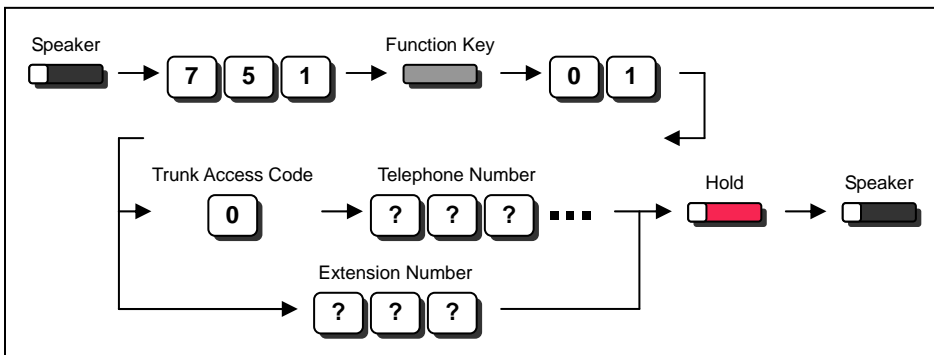 Speaker
Function Key
7 5 1
0 1
Trunk Access Code
Telephone Number
Hold
Speaker
0
? ? ? ...
Extension Number
? ? ?